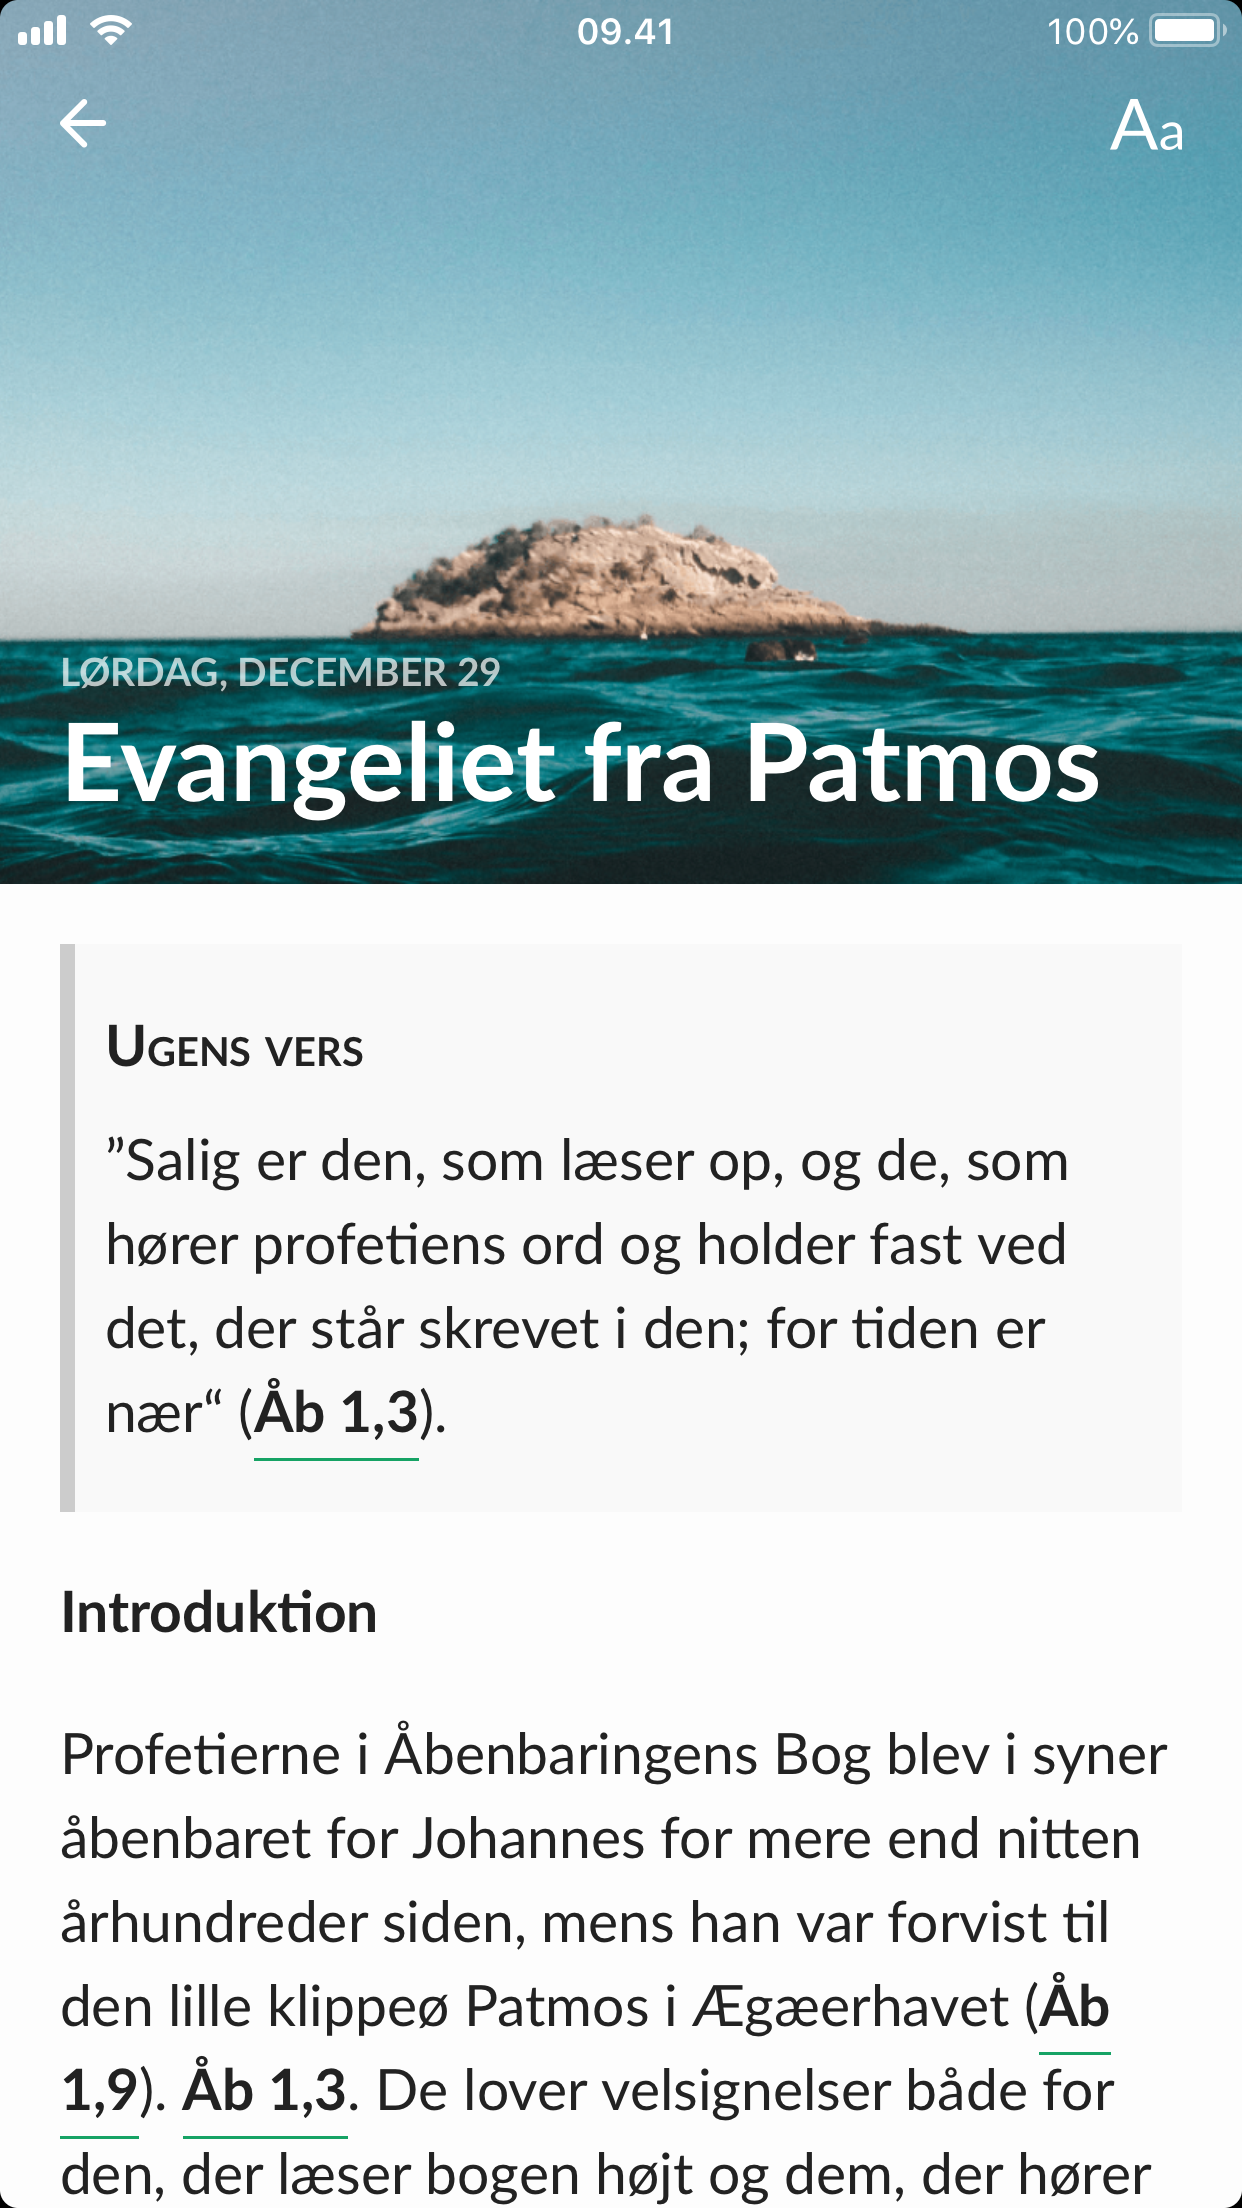 09.41
100%
Aa
LØRDAG, DECEMBER 29
Evangeliet fra Patmos
Ugens vers
”Salig er den, som læser op, og de, som
hører profetiens ord og holder fast ved
det, der står skrevet i den; for tiden er
nær“ (Åb 1,3).
Introduktion
Profetierne i Åbenbaringens Bog blev i syner
åbenbaret for Johannes for mere end nitten
århundreder siden, mens han var forvist til
den lille klippeø Patmos i Ægæerhavet (Åb
1,9). Åb 1,3. De lover velsignelser både for
den, der læser bogen højt og dem, der hører